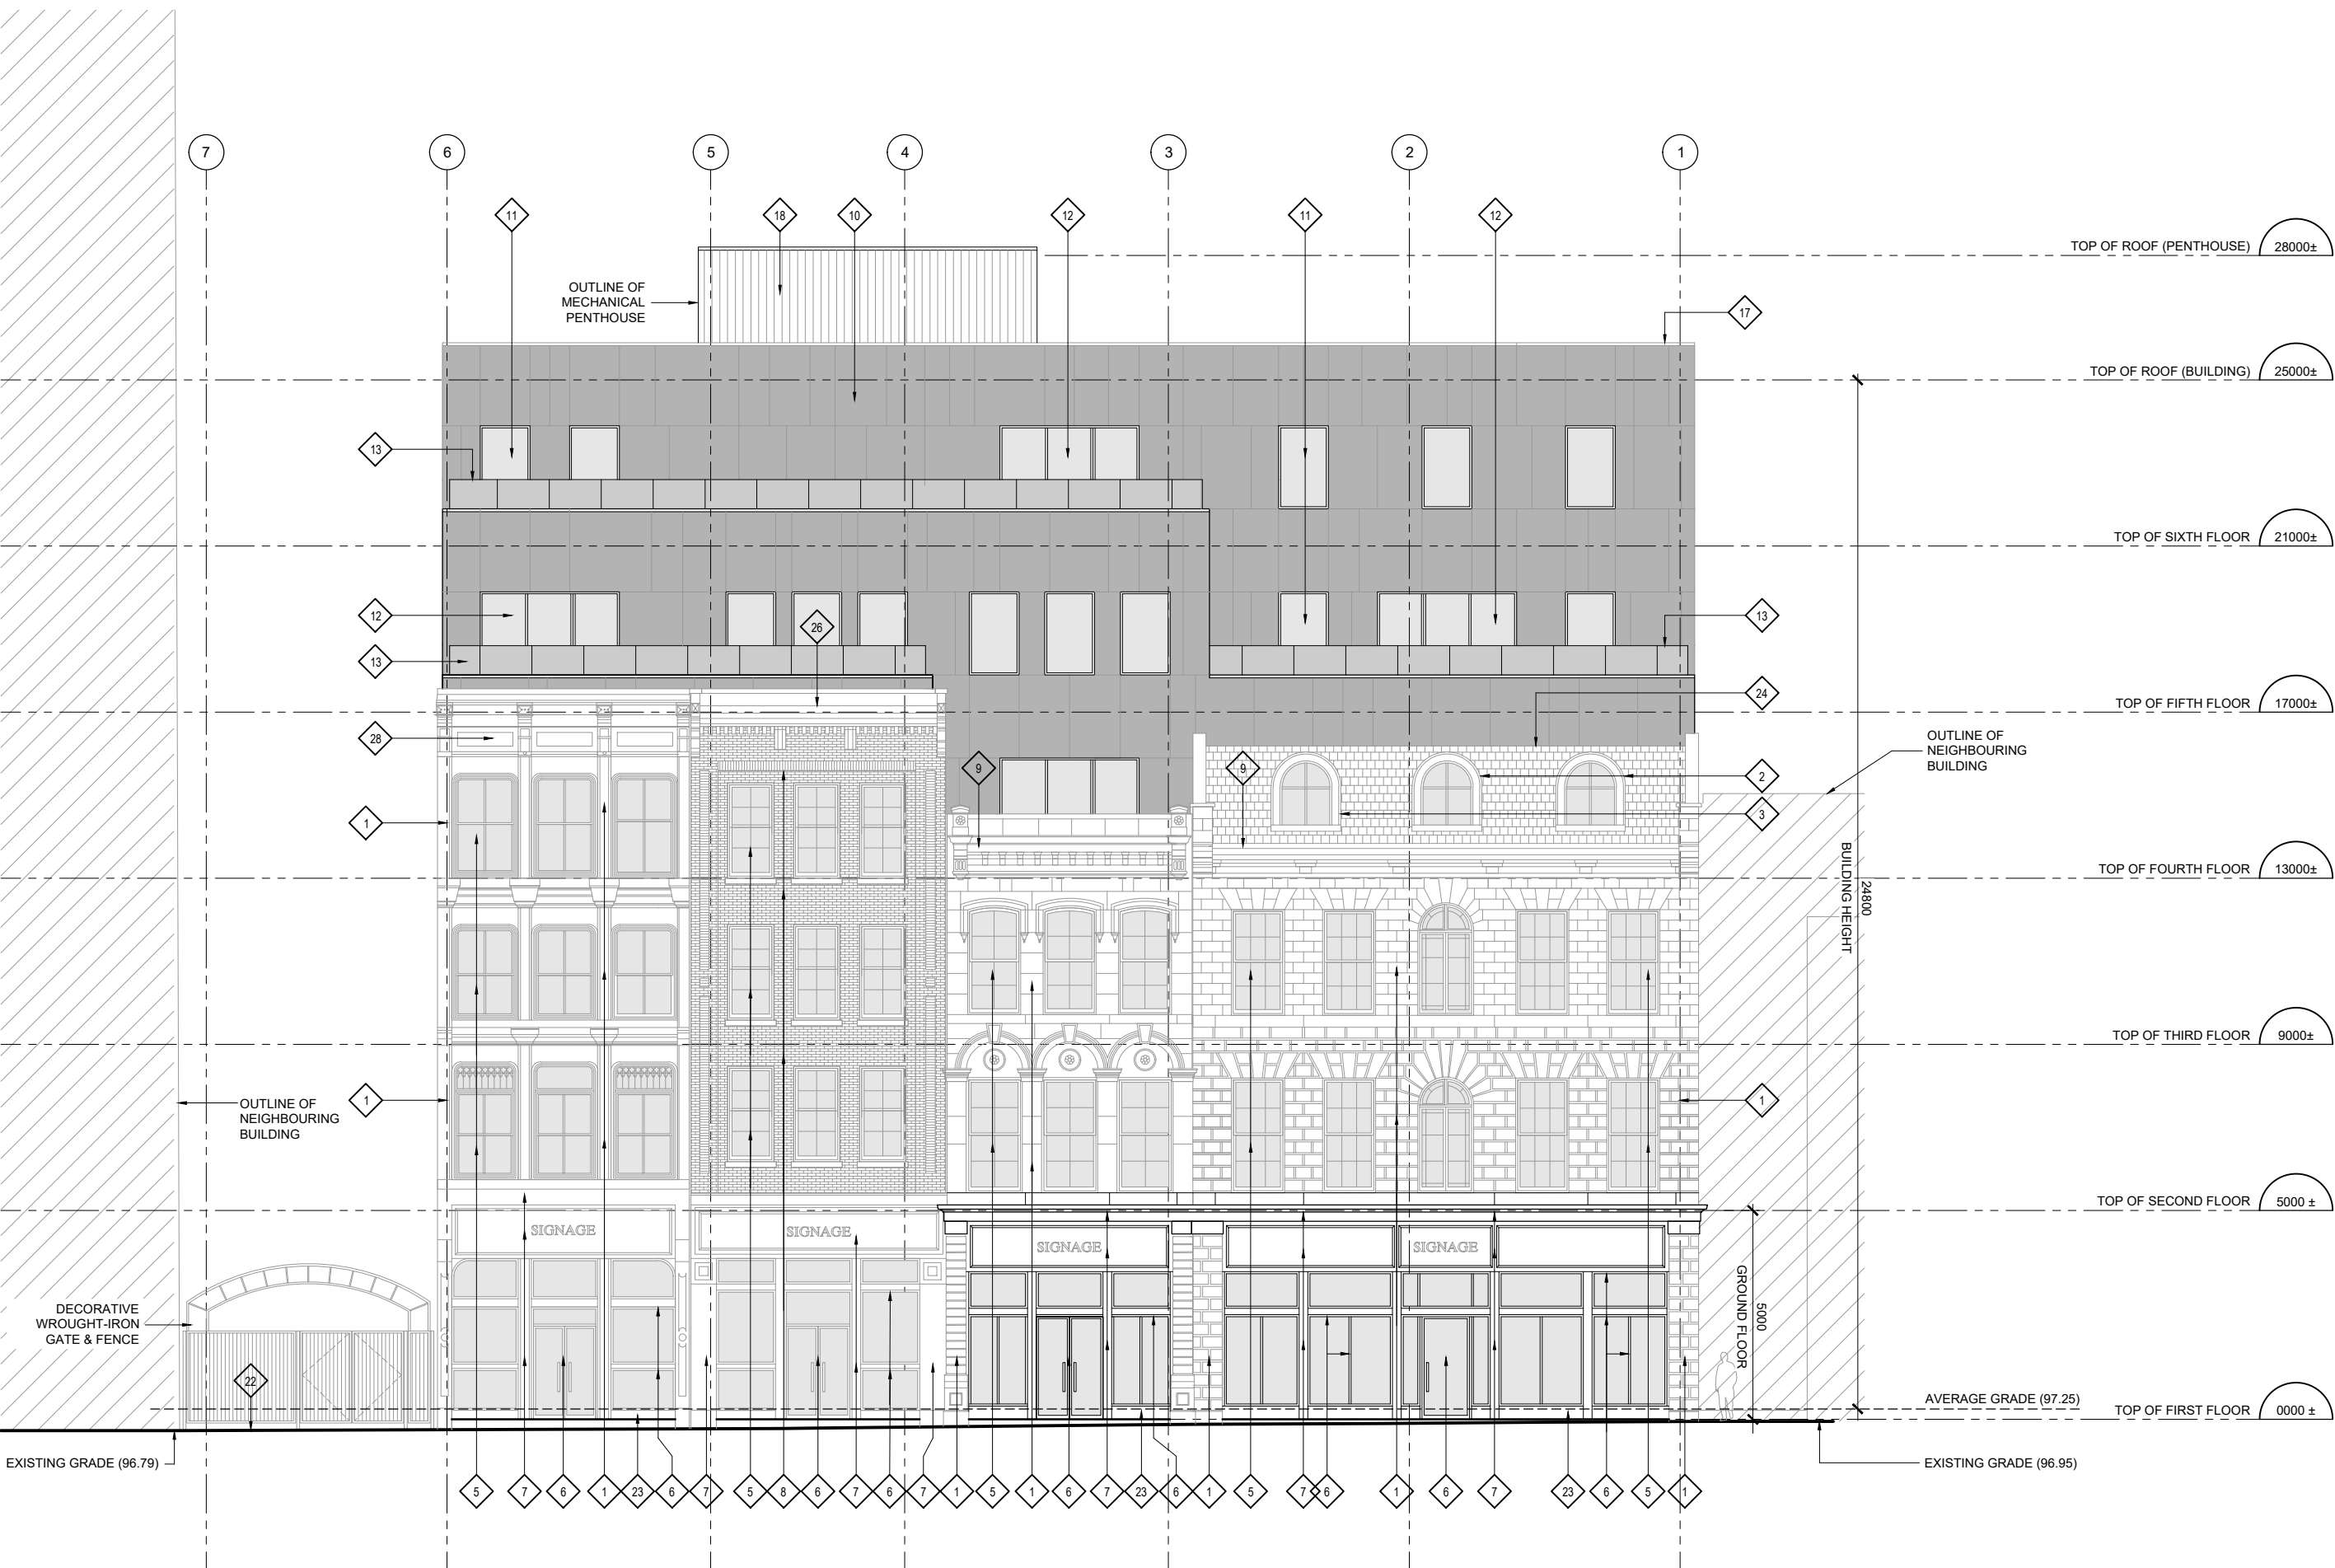 7
6
5
4
3
2
1
11
18
10
12
11
12
TOP OF ROOF (PENTHOUSE) 28000±
OUTLINE OF
MECHANICAL
PENTHOUSE
17
TOP OF ROOF (BUILDING) 25000±
13
TOP OF SIXTH FLOOR 21000±
12
26
13
13
24
TOP OF FIFTH FLOOR 17000±
28
OUTLINE OF
NEIGHBOURING
BUILDING
9
9
2
3
1
TOP OF FOURTH FLOOR 13000±
BUILDING HEIGHT
24800
TOP OF THIRD FLOOR 9000±
OUTLINE OF
NEIGHBOURING
BUILDING
1
1
TOP OF SECOND FLOOR 5000 ±
SIGNAGE
SIGNAGE
SIGNAGE
SIGNAGE
GROUND FLOOR
5000
DECORATIVE
WROUGHT-IRON
GATE & FENCE
22
AVERAGE GRADE (97.25)
TOP OF FIRST FLOOR 0000 ±
EXISTING GRADE (96.79)
EXISTING GRADE (96.95)
5 7 6 1 23 6 7 5 8 6 7 6 7 1 5 1 6 7 23 6 1 5 7 6 1 6 7 23 6 5 1